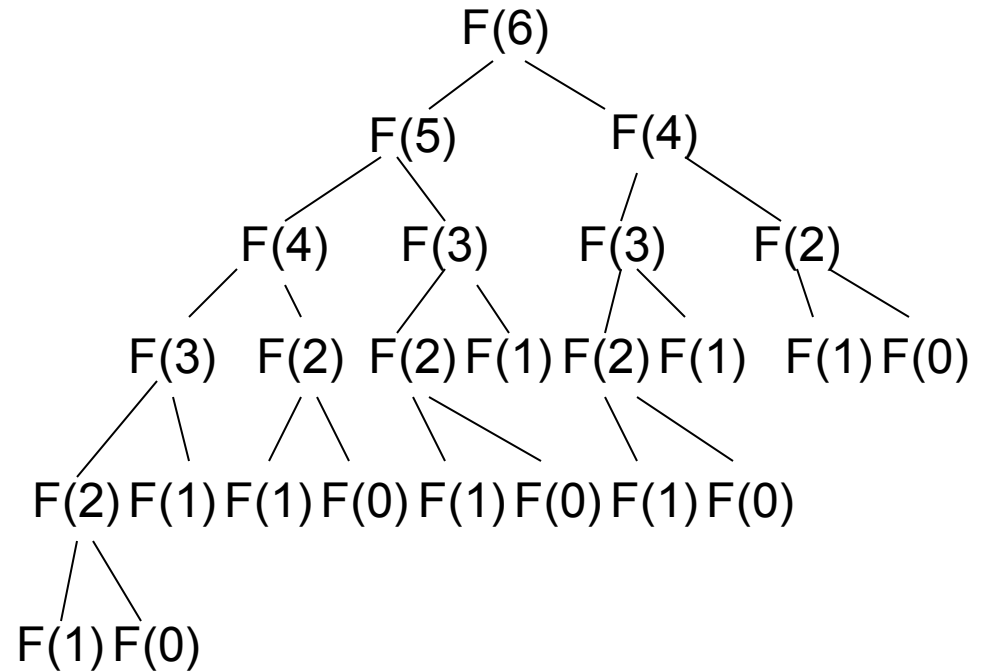 F(6)
F(5) F(4)
F(4) F(3) F(3) F(2)
F(3) F(2) F(2) F(1) F(2) F(1) F(1) F(0)
F(2) F(1) F(1) F(0) F(1) F(0) F(1) F(0)
F(1) F(0)